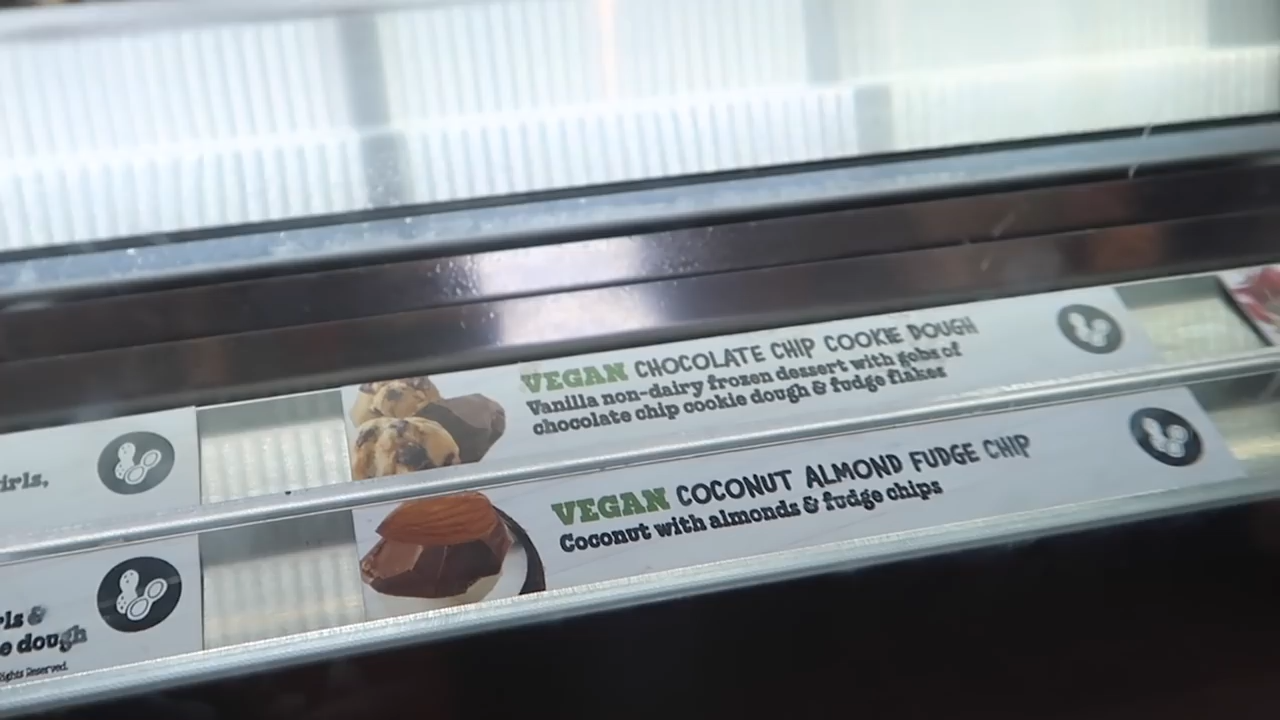 VEGAN CHOCOLATE CHIP COOKIE DOUGH
Vanilla non-dairy frozen dessert with gobs of
chocolate chip cookie dough & fudge flakes
VEGAN COCONUT ALMOND FUDGE CHIP
Coconut with almonds & fudge chips
irls,
rls &
e dough
ights Reserved.